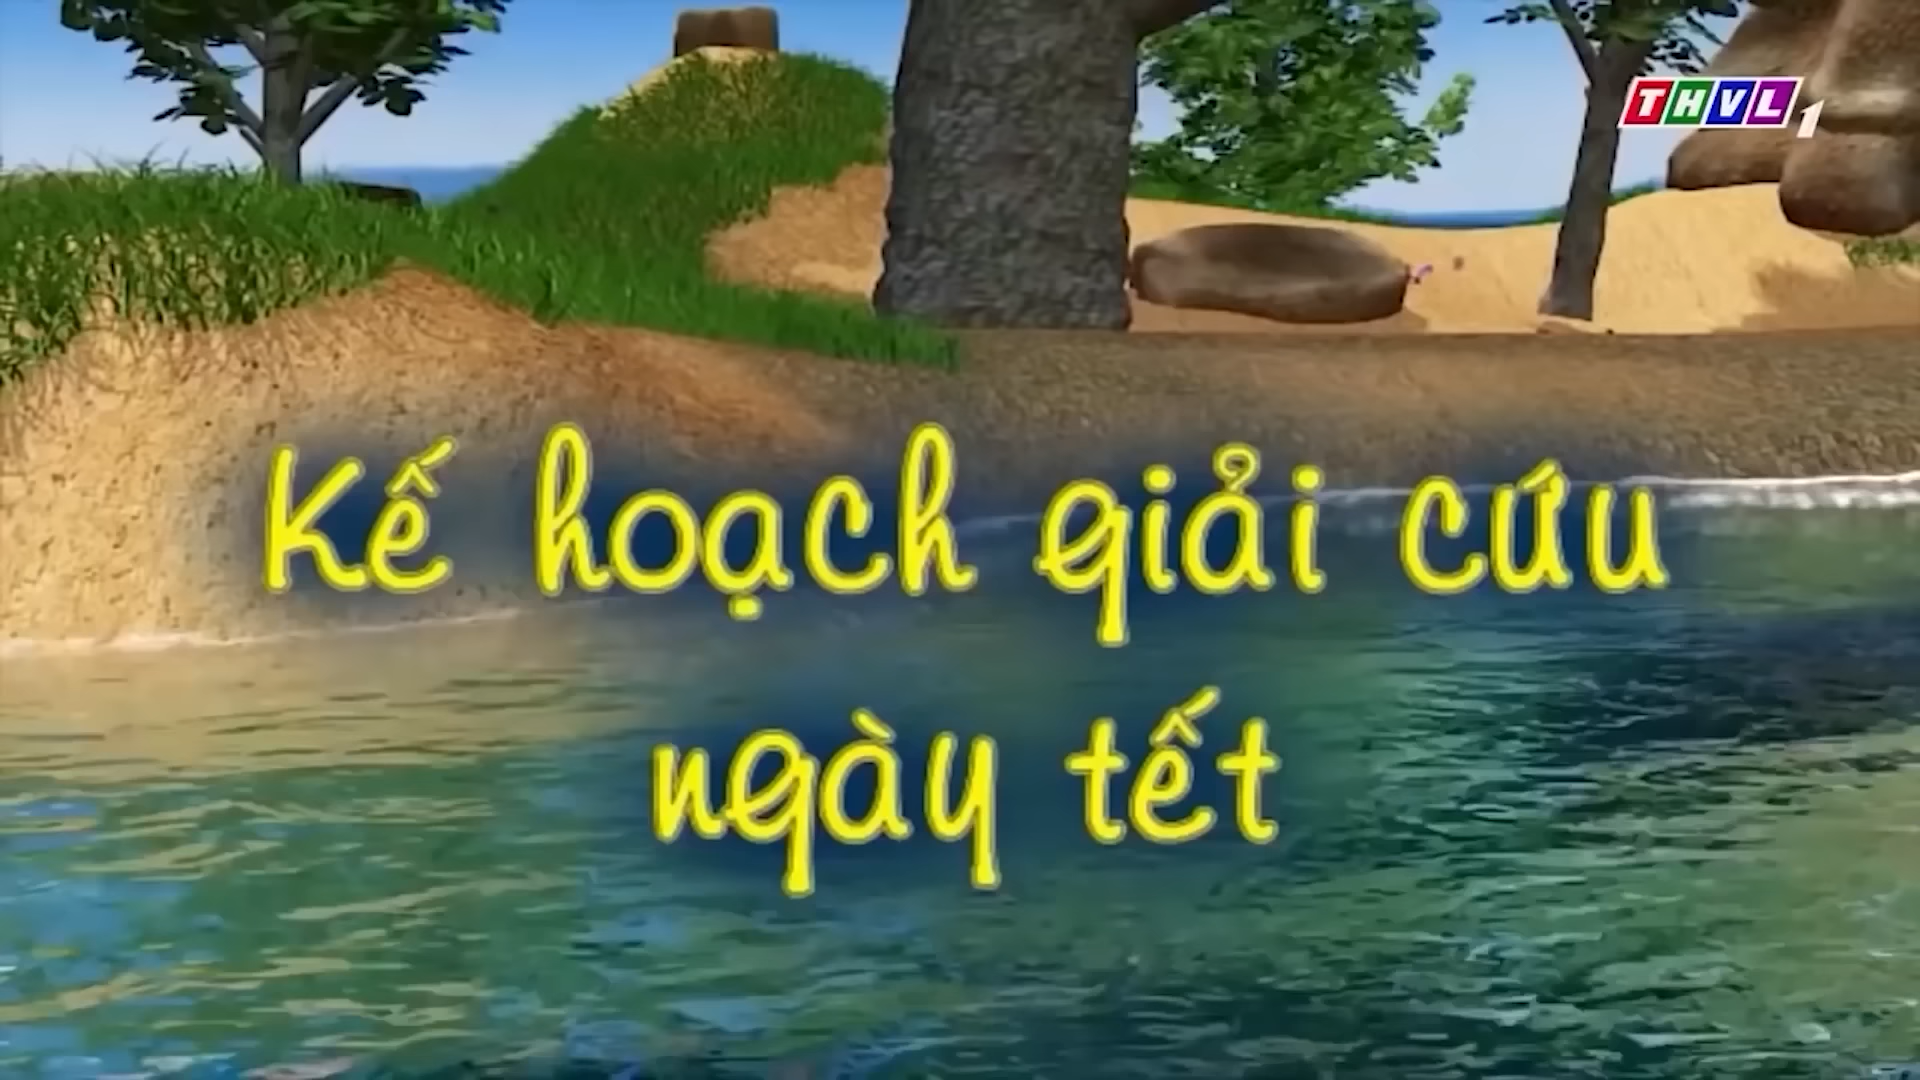 THVL1
Kế hoạch giải cứu
ngày tết